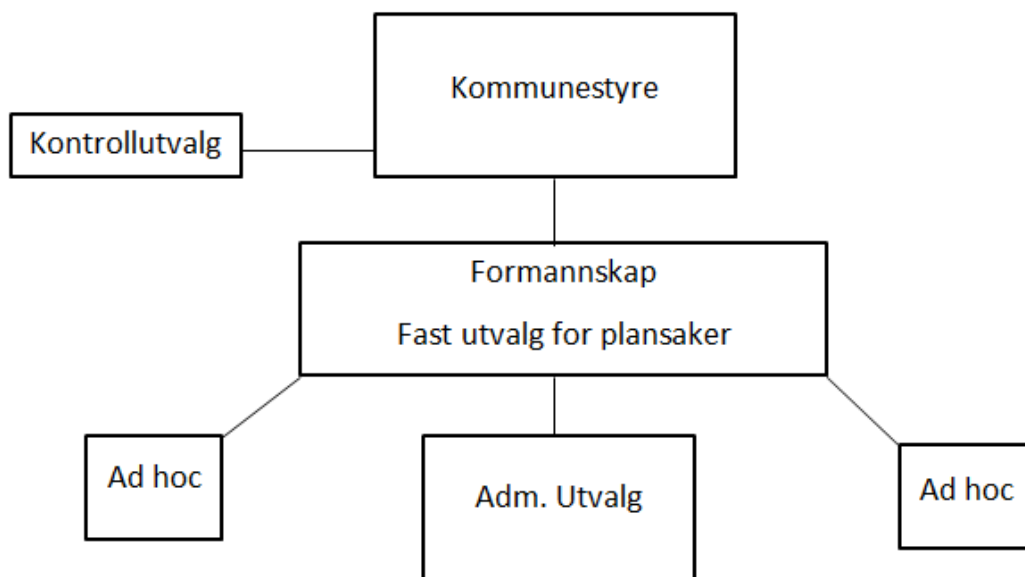 Kommunestyre
Kontrollutvalg
Formannskap
Fast utvalg for plansaker
Ad hoc
Adm. Utvalg
Ad hoc